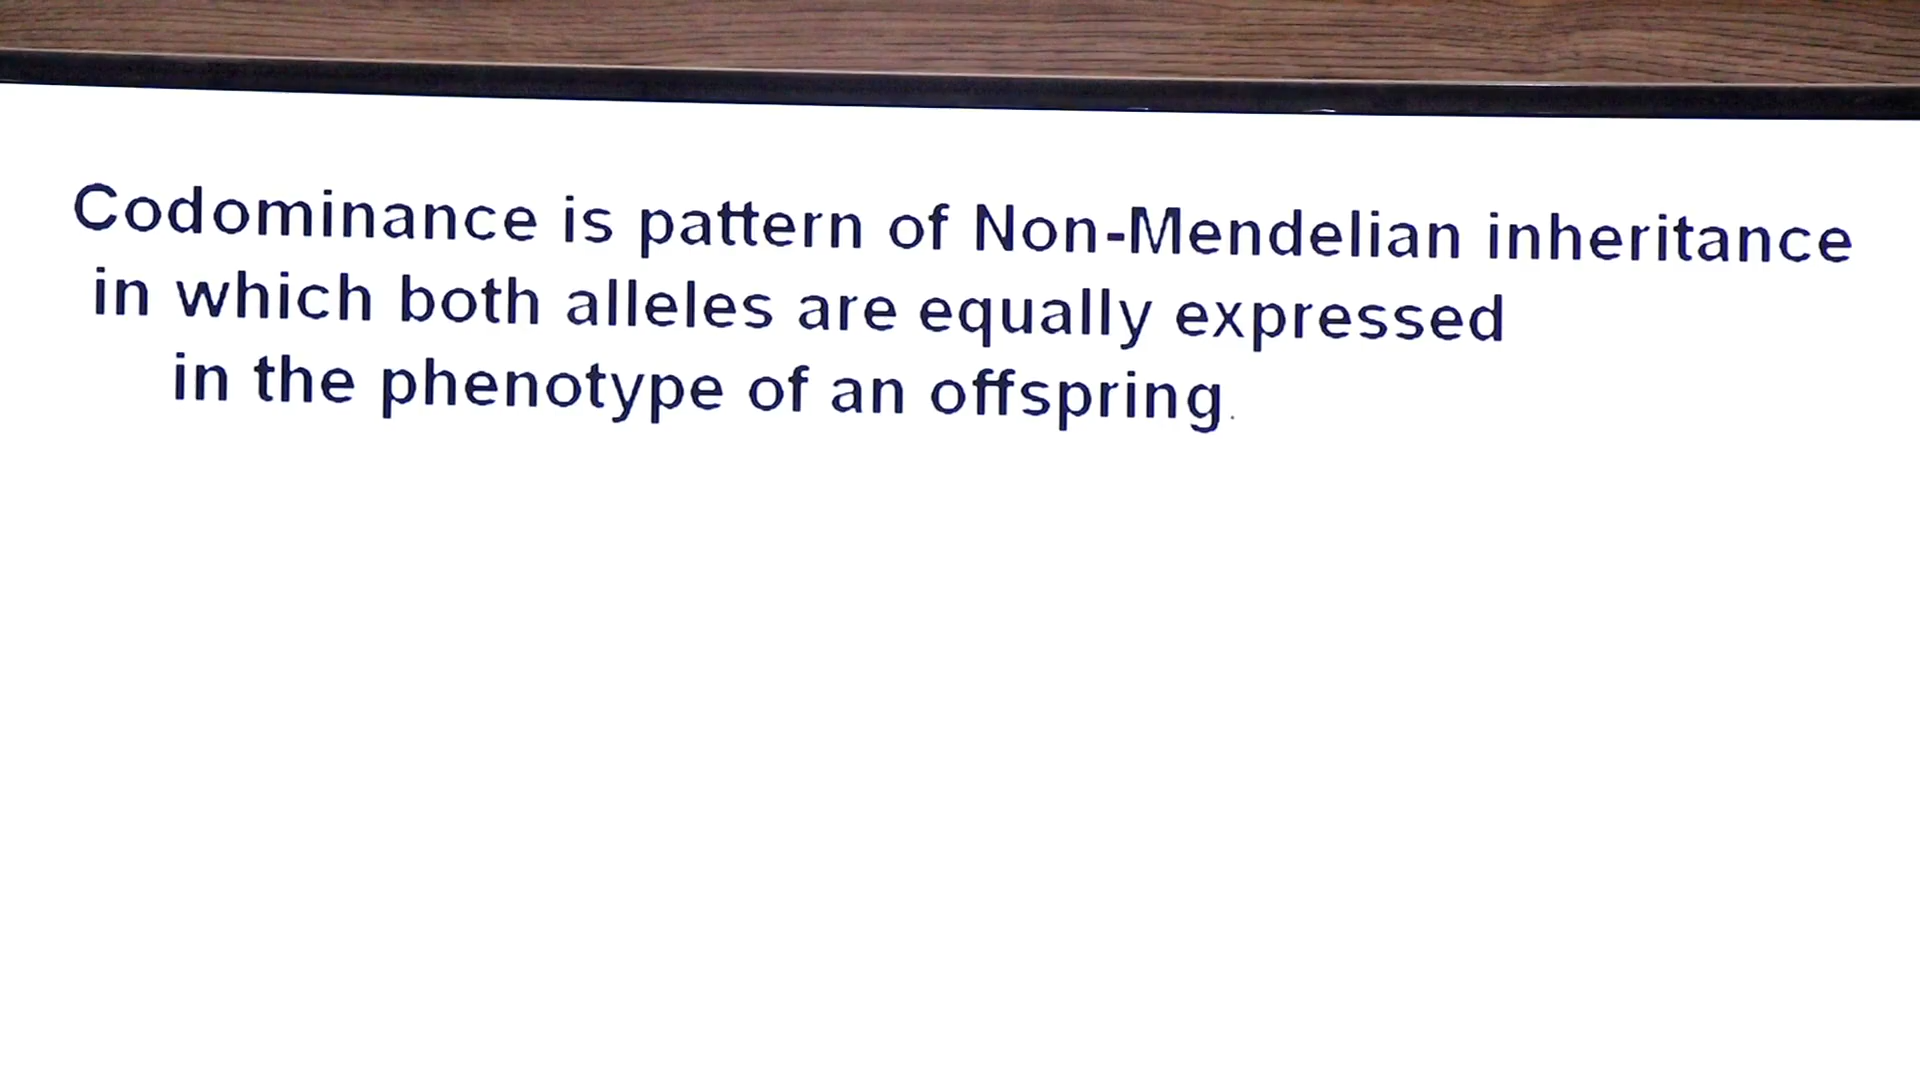 Codominance is pattern of Non-Mendelian inheritance
in which both alleles are equally expressed
in the phenotype of an offspring.